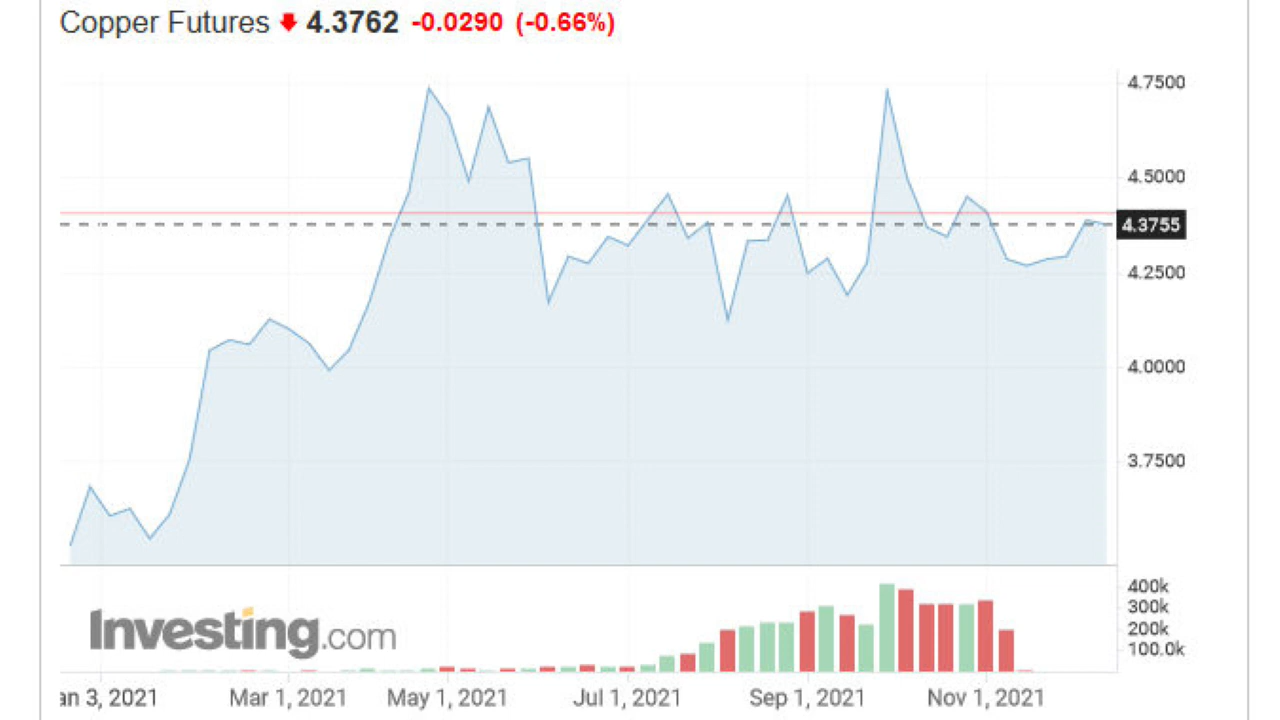 Copper Futures 4.3762 -0.0290 (-0.66%)
4.7500
4.5000
4.3755
4.2500
4.0000
3.7500
400k
300k
200k
100.0k
Investing.com
an 3, 2021 Mar 1, 2021 May 1, 2021 Jul 1, 2021 Sep 1, 2021 Nov 1, 2021